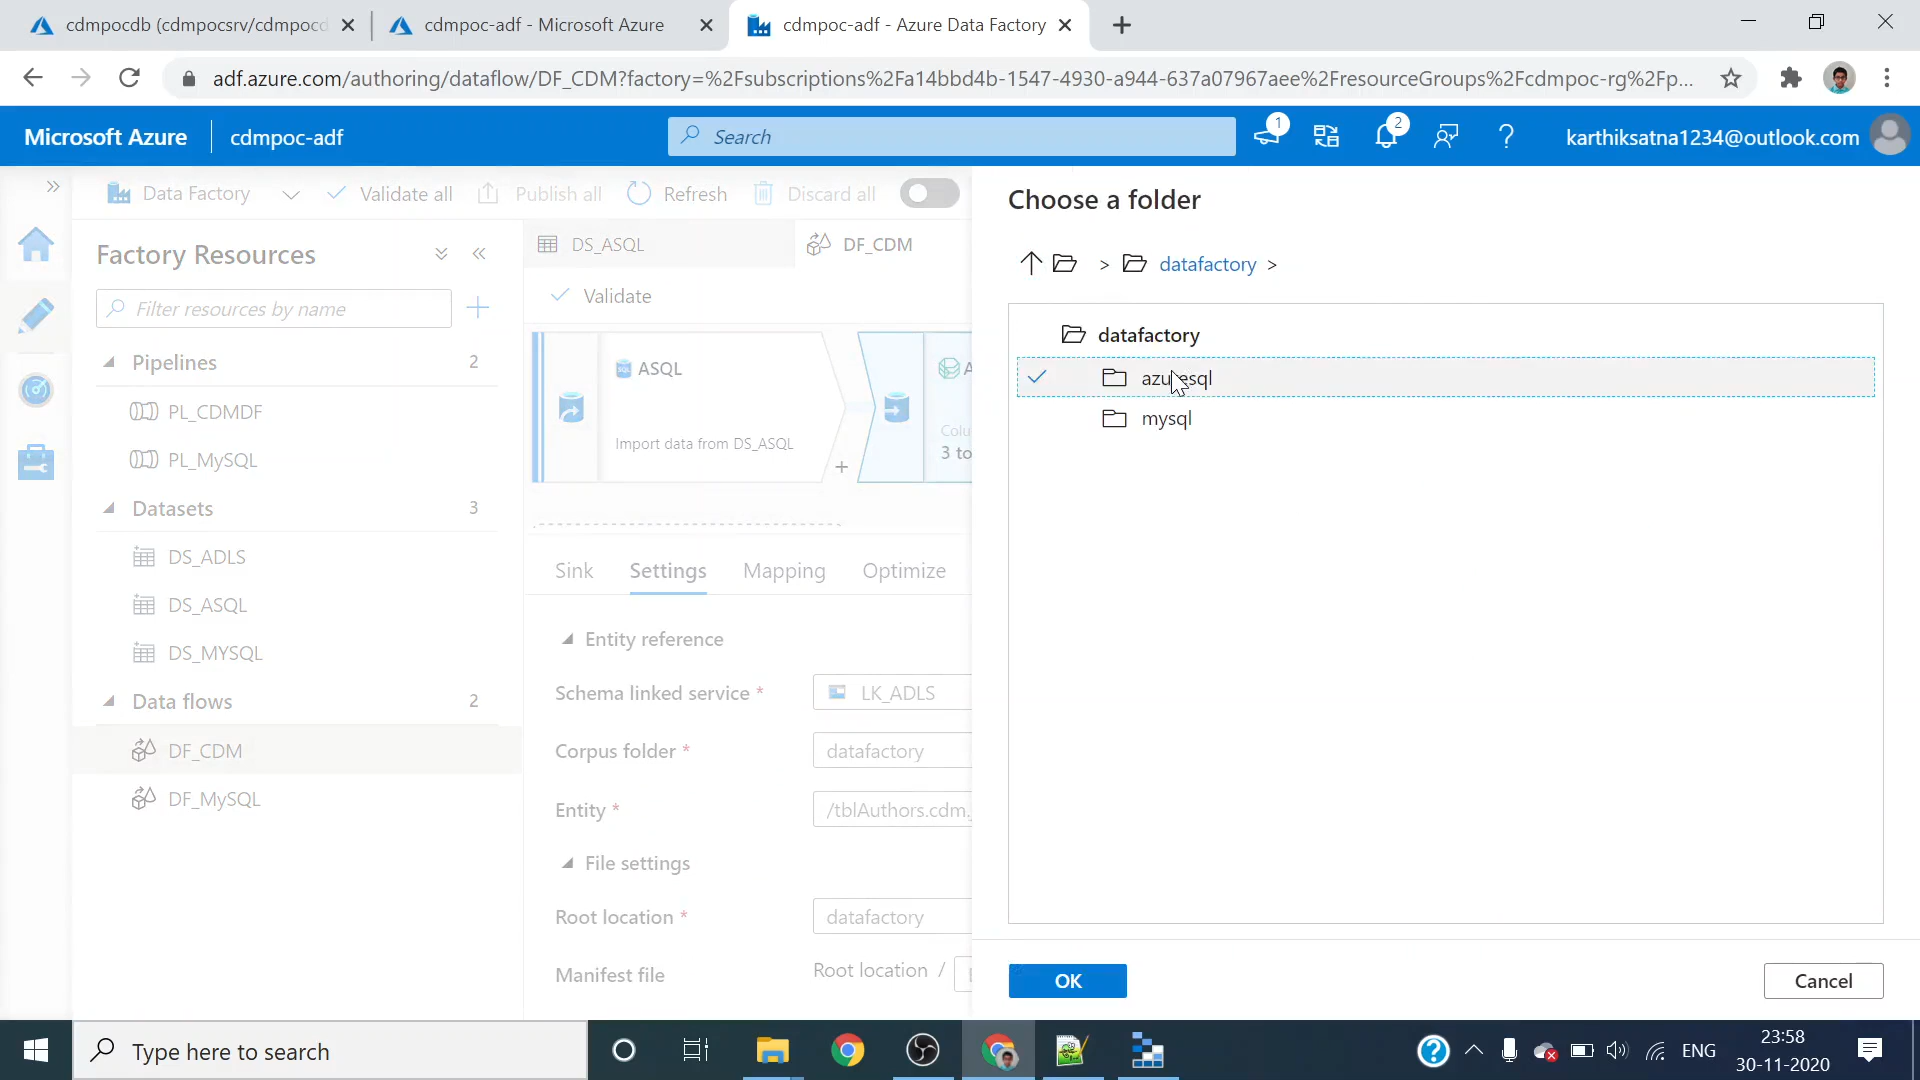 cdmpocdb (cdmpocsrv/cdmpocd
cdmpoc-adf - Microsoft Azure
cdmpoc-adf - Azure Data Factory
adf.azure.com/authoring/dataflow/DF_CDM?factory=%2Fsubscriptions%2Fa14bbd4b-1547-4930-a944-637a07967aee%2FresourceGroups%2Fcdmpoc-rg%2Fp...
Microsoft Azure
cdmpoc-adf
Search
1
2
karthiksatna1234@outlook.com
Data Factory
Validate all
Publish all
Refresh
Discard all
Factory Resources
Filter resources by name
Pipelines 2
PL_CDMDF
PL_MySQL
Datasets 3
DS_ADLS
DS_ASQL
DS_MYSQL
Data flows 2
DF_CDM
DF_MySQL
DS_ASQL
DF_CDM
Validate
ASQL
Import data from DS_ASQL
+
A
Colu
3 to
Sink
Settings
Mapping
Optimize
Entity reference
Schema linked service *
LK_ADLS
Corpus folder *
datafactory
Entity *
/tblAuthors.cdm.
File settings
Root location *
datafactory
Manifest file
Root location /
Choose a folder
> datafactory >
datafactory
azuresql
mysql
OK
Cancel
Type here to search
ENG
23:58
30-11-2020